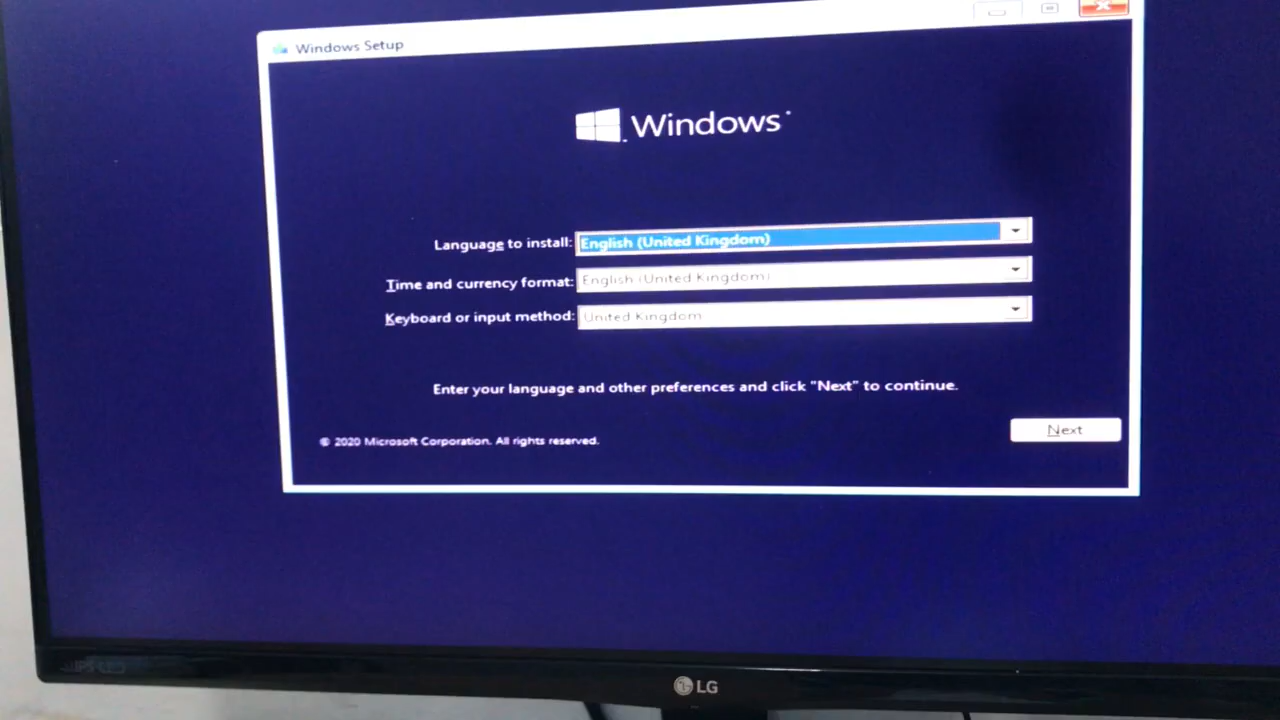 Windows Setup
Windows
Language to install: English (United Kingdom)
Time and currency format: English (United Kingdom)
Keyboard or input method: United Kingdom
Enter your language and other preferences and click "Next" to continue.
Next
© 2020 Microsoft Corporation. All rights reserved.
LG